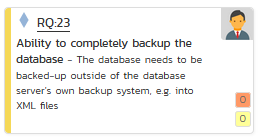 RQ:23
Ability to completely backup the
database - The database needs to be
backed-up outside of the database
server's own backup system, e.g. into
XML files
0
0